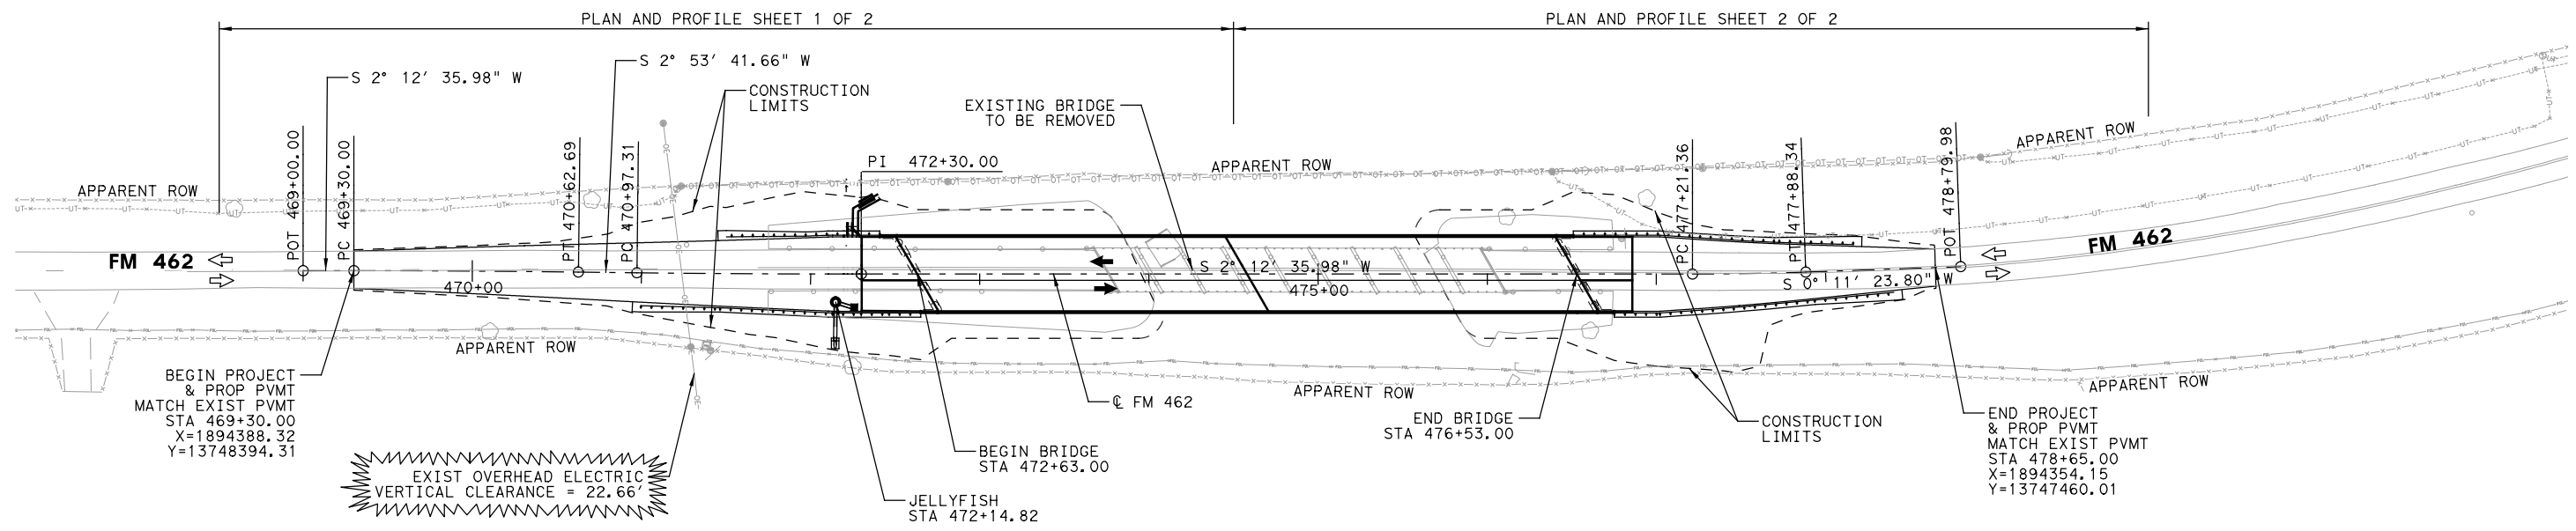 PLAN AND PROFILE SHEET 1 OF 2
PLAN AND PROFILE SHEET 2 OF 2
S 2° 12′ 35.98" W
S 2° 53′ 41.66" W
CONSTRUCTION
LIMITS
EXISTING BRIDGE
TO BE REMOVED
POT 469+00.00
PC 469+30.00
PT 470+62.69
PC 470+97.31
PI 472+30.00
APPARENT ROW
APPARENT ROW
APPARENT ROW
PC 477+21.36
PT 477+88.34
POT 478+79.98
FM 462
FM 462
470+00
S 2° 12′ 35.98" W
475+00
S 0° 11′ 23.80" W
APPARENT ROW
APPARENT ROW
APPARENT ROW
BEGIN PROJECT
& PROP PVMT
MATCH EXIST PVMT
STA 469+30.00
X=1894388.32
Y=13748394.31
℄ FM 462
END BRIDGE
STA 476+53.00
CONSTRUCTION
LIMITS
END PROJECT
& PROP PVMT
MATCH EXIST PVMT
STA 478+65.00
X=1894354.15
Y=13747460.01
BEGIN BRIDGE
STA 472+63.00
EXIST OVERHEAD ELECTRIC
VERTICAL CLEARANCE = 22.66′
JELLYFISH
STA 472+14.82